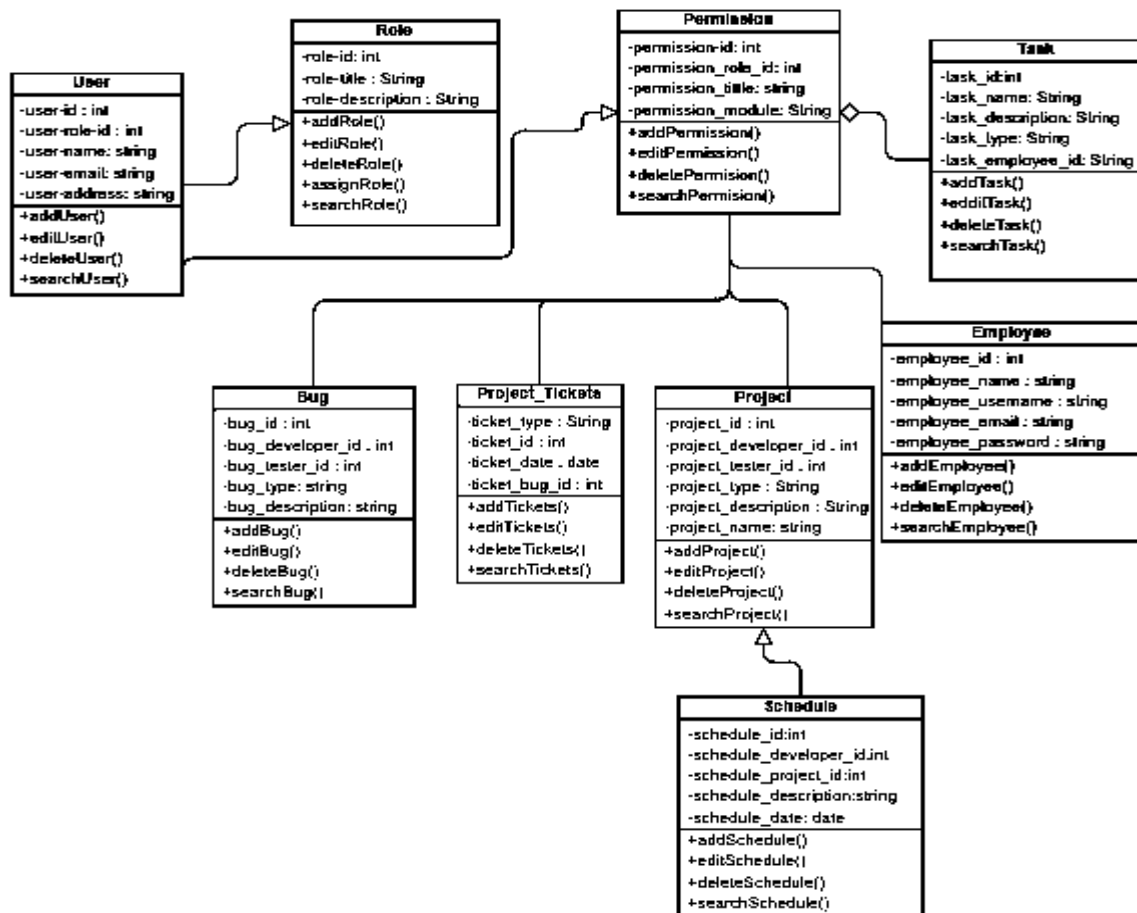 User
-user-id : int
-user-role-id : int
-user-name: string
-user-email: string
-user-address: string
+addUser()
+editUser()
+deleteUser()
+searchUser()
Role
-role-id: int
-role-title : String
-role-description : String
+addRole()
+editRole()
+deleteRole()
+assignRole()
+searchRole()
Permission
-permission-id: int
-permission_role_id: int
-permission_title: string
-permission_module: String
+addPermission()
+editPermission()
+deletePermision()
+searchPermision()
Task
-task_id:int
-task_name: String
-task_description: String
-task_type: String
-task_employee_id: String
+addTask()
+editTask()
+deleteTask()
+searchTask()
Employee
-employee_id : int
-employee_name : string
-employee_username : string
-employee_email : string
-employee_password : string
+addEmployee()
+editEmployee()
+deleteEmployee()
+searchEmployee()
Bug
-bug_id : int
-bug_developer_id : int
-bug_tester_id : int
-bug_type: string
-bug_description: string
+addBug()
+editBug()
+deleteBug()
+searchBug()
Project_Tickets
-ticket_type : String
-ticket_id : int
-ticket_date : date
-ticket_bug_id : int
+addTickets()
+editTickets()
+deleteTickets()
+searchTickets()
Project
-project_id : int
-project_developer_id : int
-project_tester_id : int
-project_type : String
-project_description : String
-project_name: string
+addProject()
+editProject()
+deleteProject()
+searchProject()
Schedule
-schedule_id:int
-schedule_developer_id:int
-schedule_project_id:int
-schedule_description:string
-schedule_date: date
+addSchedule()
+editSchedule()
+deleteSchedule()
+searchSchedule()